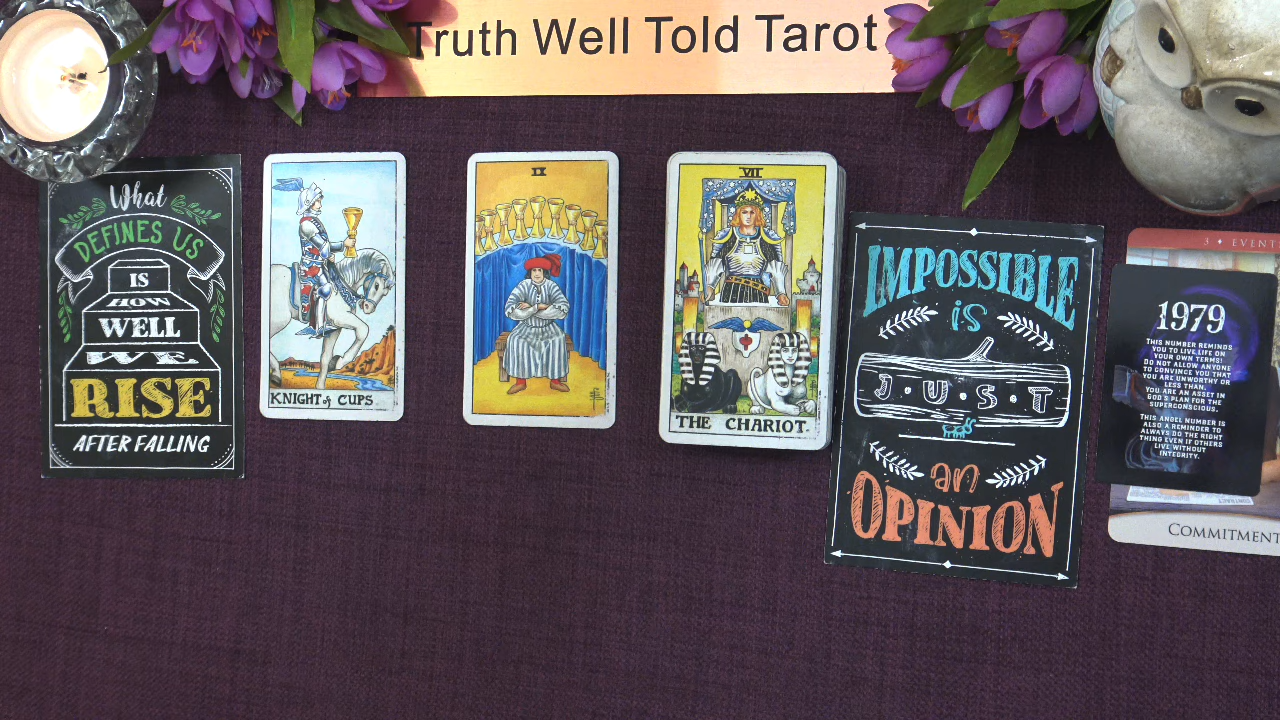 Truth Well Told Tarot
What
DEFINES US
IS
HOW
WELL
WE
RISE
AFTER FALLING
KNIGHT of CUPS.
IX
VII
THE CHARIOT.
IMPOSSIBLE
is
J·U·S·T
an
OPINION
3 ♦ EVENT
1979
THIS NUMBER REMINDS
YOU TO LIVE LIFE ON
YOUR OWN TERMS!
DO NOT ALLOW ANYONE
TO CONVINCE YOU THAT
YOU ARE UNWORTHY OR
LESS THAN.
YOU ARE AN ASSET IN
GOD'S PLAN FOR THE
SUPERCONSCIOUS.
THIS ANGEL NUMBER IS
ALSO A REMINDER TO
ALWAYS DO THE RIGHT
THING EVEN IF OTHERS
LIVE WITHOUT
INTEGRITY.
CONTRACT
COMMITMENT